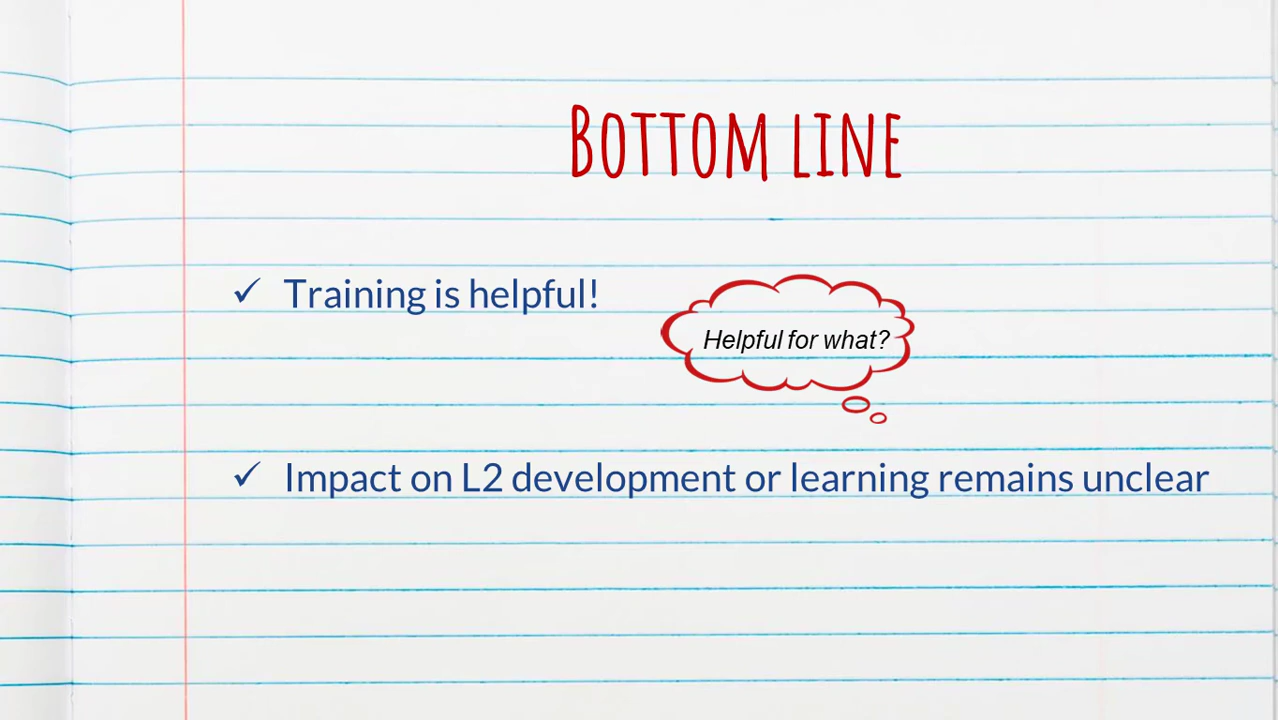 Bottom line
✓ Training is helpful!
Helpful for what?
✓ Impact on L2 development or learning remains unclear